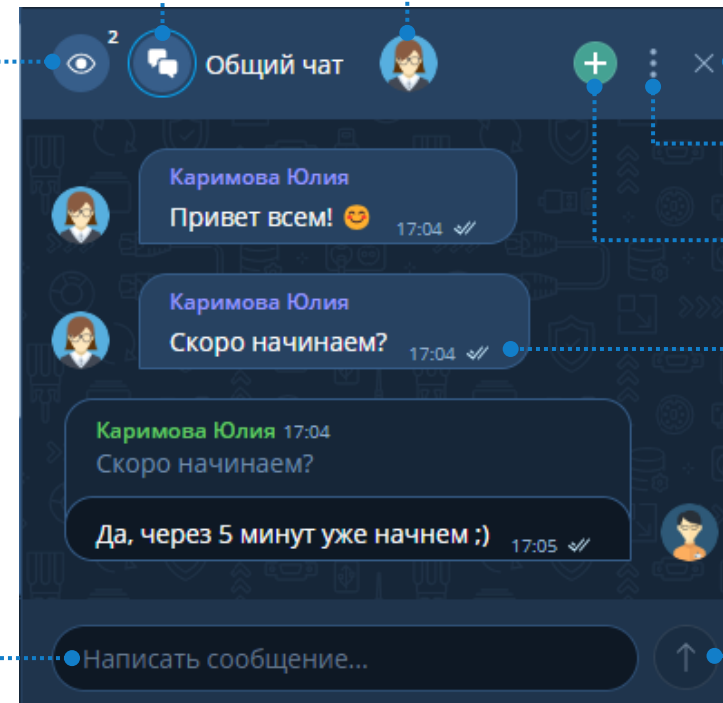 2
Общий чат
Каримова Юлия
Привет всем! 😊
17:04
Каримова Юлия
Скоро начинаем?
17:04
Каримова Юлия 17:04
Скоро начинаем?
Да, через 5 минут уже начнем ;)
17:05
Написать сообщение...